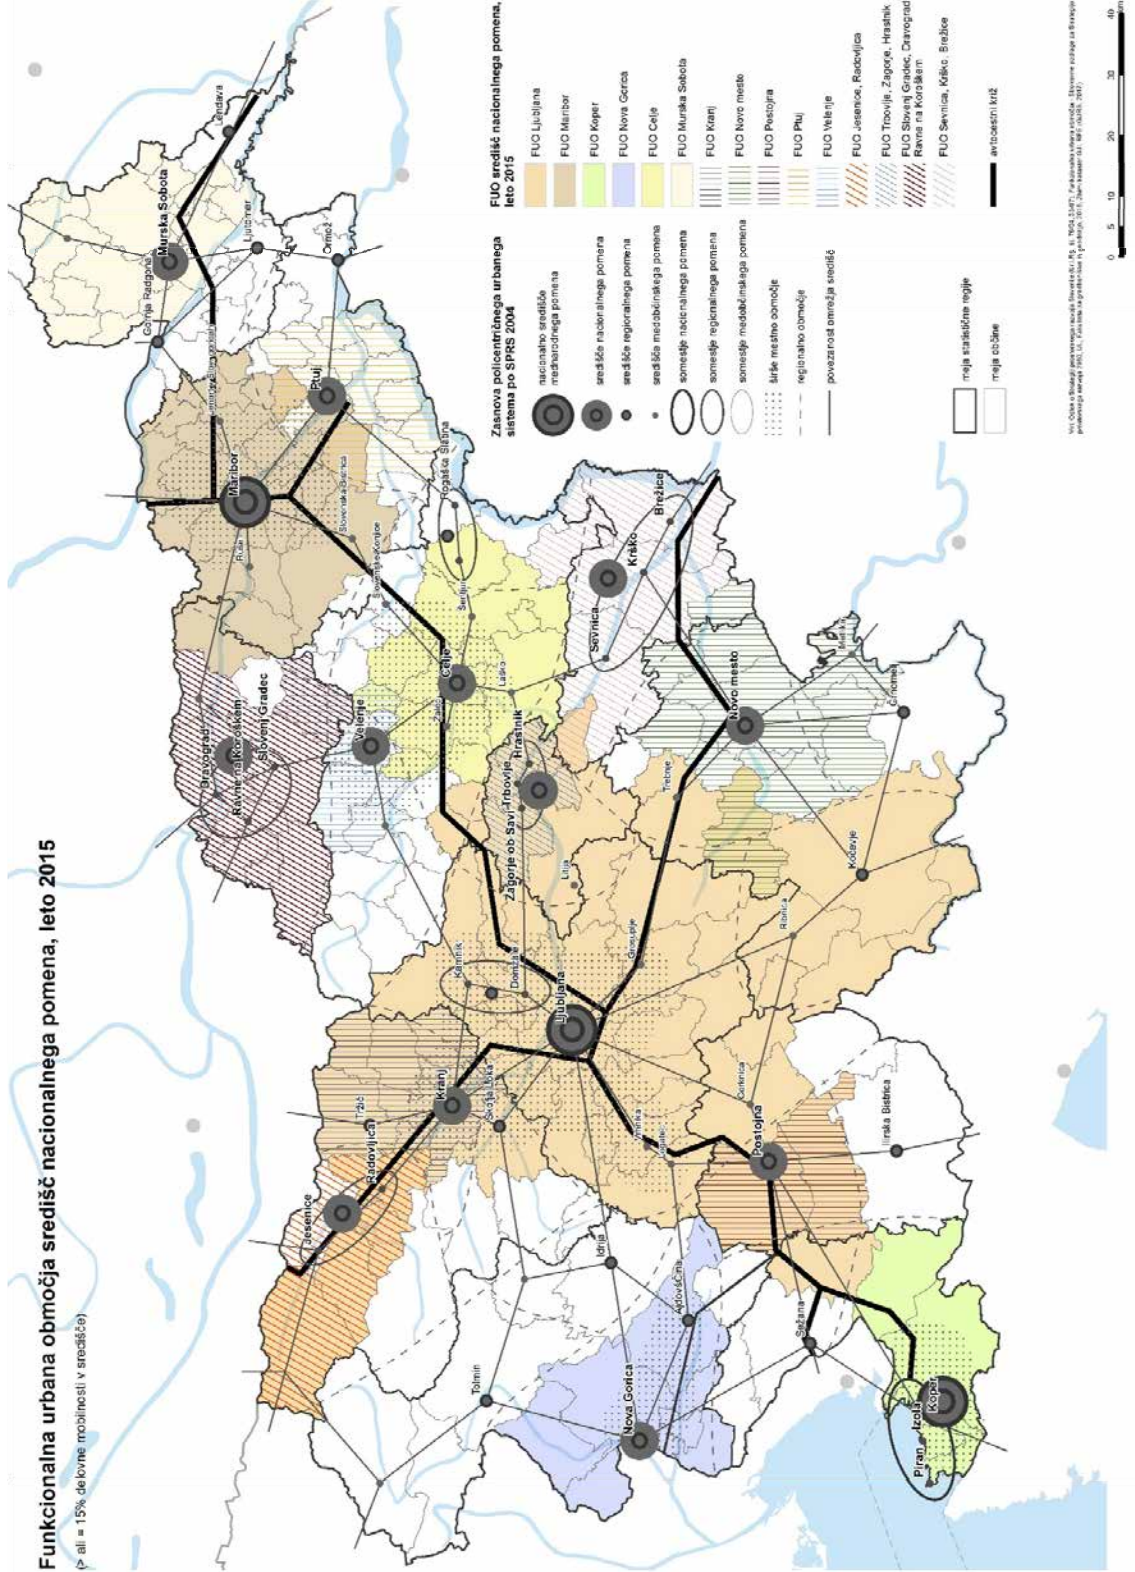 Funkcionalna urbana območja središč nacionalnega pomena, leto 2015
(> ali = 15% delovne mobilnosti v središče)
Lendava
Murska Sobota
Gornja Radgona
Ljutomer
Ormož
Ptuj
Maribor
Ruše
Slovenska Bistrica
Rogaška Slatina
Slovenske Konjice
Šentjur
Celje
Žalec
Laško
Velenje
Dravograd
Ravne na Koroškem
Slovenj Gradec
Zagorje ob Savi
Trbovlje
Hrastnik
Sevnica
Krško
Brežice
Novo mesto
Metlika
Črnomelj
Trebnje
Kočevje
Ribnica
Litija
Grosuplje
Kamnik
Domžale
Ljubljana
Kranj
Škofja Loka
Tržič
Radovljica
Jesenice
Vrhnika
Logatec
Cerknica
Postojna
Ilirska Bistrica
Idrija
Ajdovščina
Tolmin
Nova Gorica
Sežana
Koper
Izola
Piran
Zasnova policentričnega urbanega
sistema po SPRS 2004
nacionalno središče
mednarodnega pomena
središče nacionalnega pomena
središče regionalnega pomena
središče medobčinskega pomena
somestje nacionalnega pomena
somestje regionalnega pomena
somestje medobčinskega pomena
širše mestno območje
regionalno območje
povezanost omrežja središč
meja statistične regije
meja občine
FUO središč nacionalnega pomena,
leto 2015
FUO Ljubljana
FUO Maribor
FUO Koper
FUO Nova Gorica
FUO Celje
FUO Murska Sobota
FUO Kranj
FUO Novo mesto
FUO Postojna
FUO Ptuj
FUO Velenje
FUO Jesenice, Radovljica
FUO Trbovlje, Zagorje, Hrastnik
FUO Slovenj Gradec, Dravograd
Ravne na Koroškem
FUO Sevnica, Krško, Brežice
avtocestni križ
0 5 10 20 30 40
km